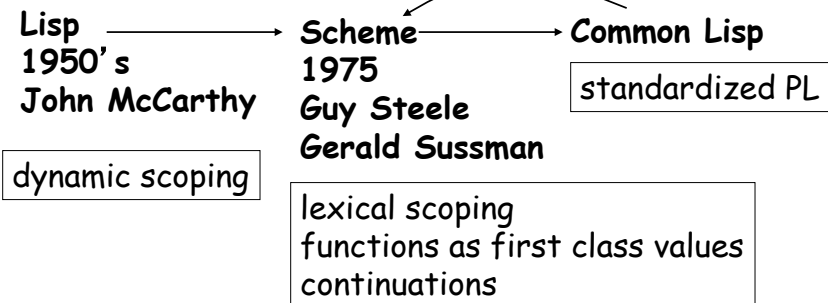 Lisp
1950's
John McCarthy
dynamic scoping
Scheme
1975
Guy Steele
Gerald Sussman
lexical scoping
functions as first class values
continuations
Common Lisp
standardized PL